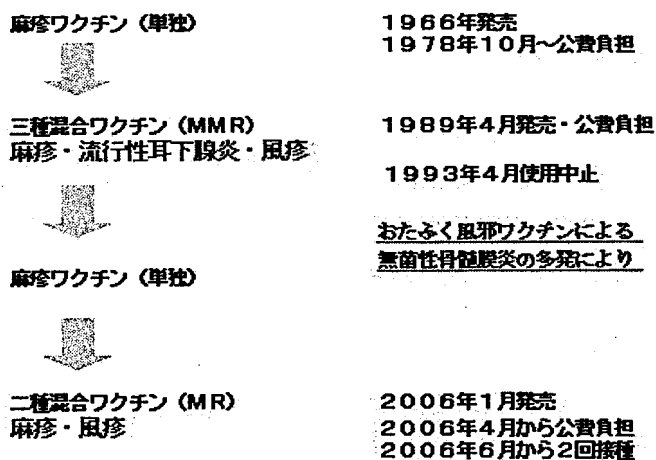 麻疹ワクチン（単独）
1966年発売
1978年10月～公費負担
三種混合ワクチン（MMR）
麻疹・流行性耳下腺炎・風疹
1989年4月発売・公費負担
1993年4月使用中止
おたふく風邪ワクチンによる
無菌性骨髄膜炎の多発により
麻疹ワクチン（単独）
二種混合ワクチン（MR）
麻疹・風疹
2006年1月発売
2006年4月から公費負担
2006年6月から2回接種